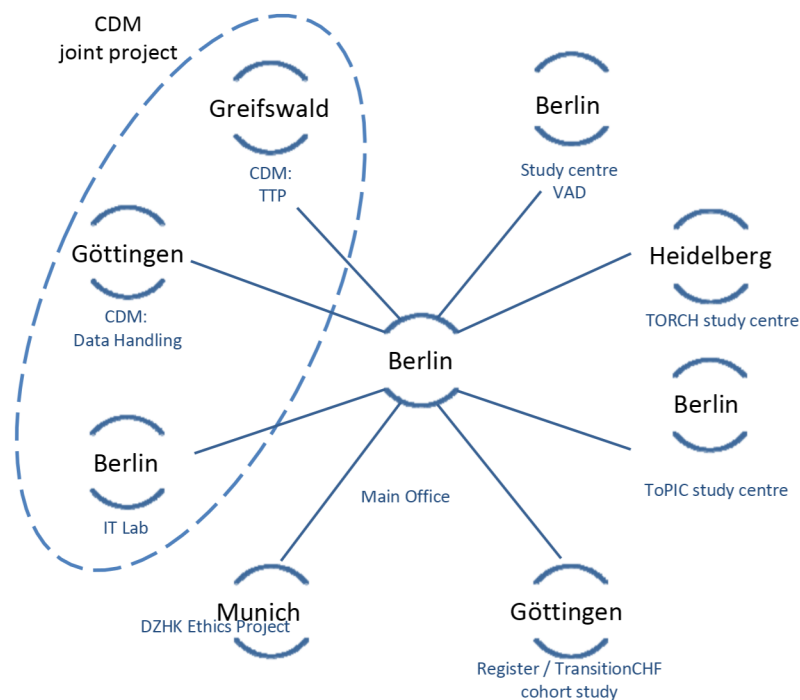 CDM
joint project
Greifswald
CDM:
TTP
Berlin
Study centre
VAD
Göttingen
CDM:
Data Handling
Heidelberg
TORCH study centre
Berlin
Berlin
ToPIC study centre
Berlin
IT Lab
Main Office
Munich
DZHK Ethics Project
Göttingen
Register / TransitionCHF
cohort study